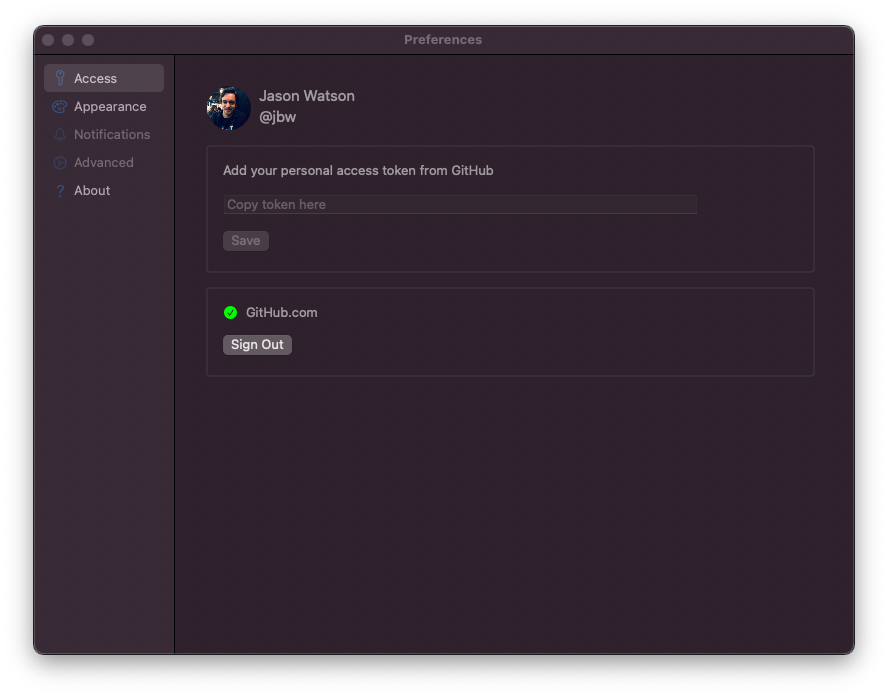 Preferences
Access
Appearance
Notifications
Advanced
About
Jason Watson
@jbw
Add your personal access token from GitHub
Copy token here
Save
GitHub.com
Sign Out